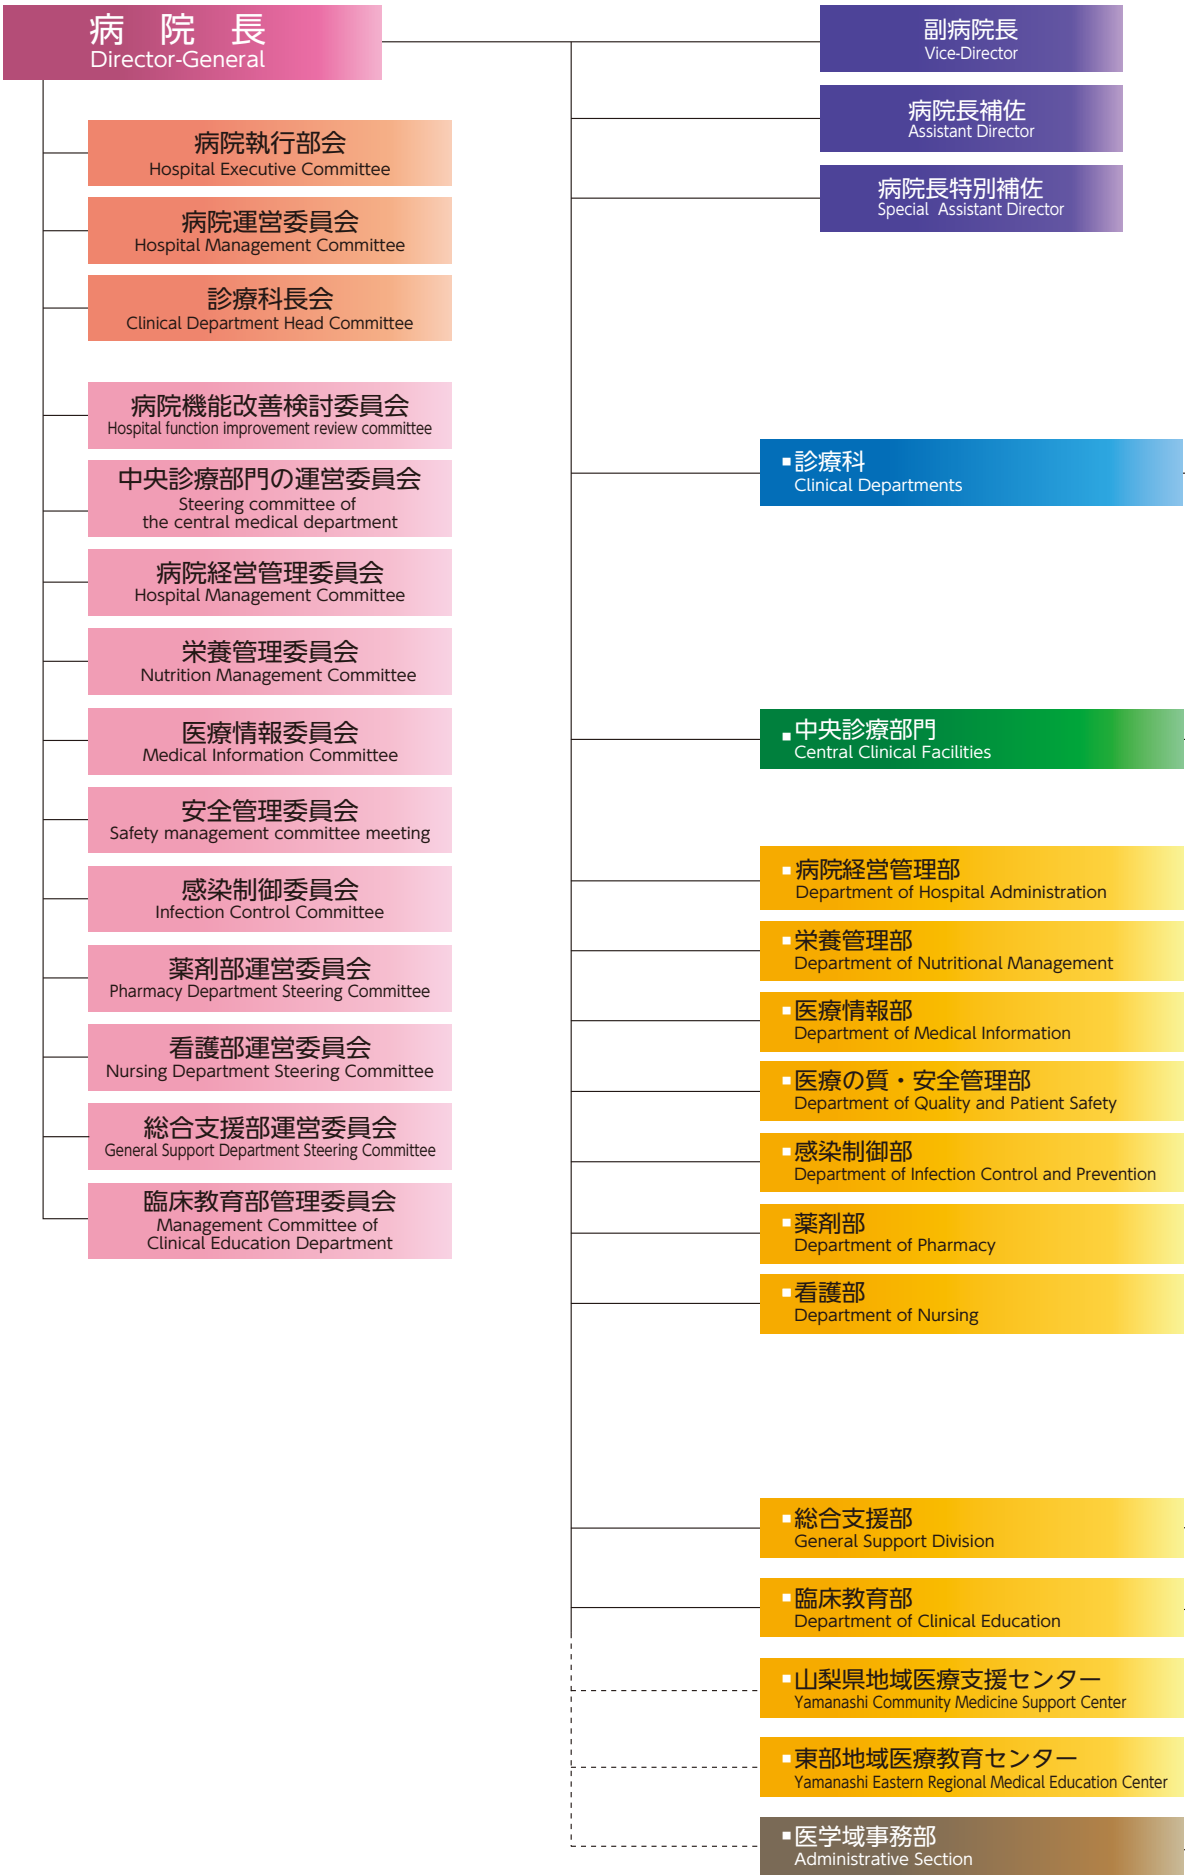 病 院 長
Director-General
病院執行部会
Hospital Executive Committee
病院運営委員会
Hospital Management Committee
診療科長会
Clinical Department Head Committee
病院機能改善検討委員会
Hospital function improvement review committee
中央診療部門の運営委員会
Steering committee of
the central medical department
病院経営管理委員会
Hospital Management Committee
栄養管理委員会
Nutrition Management Committee
医療情報委員会
Medical Information Committee
安全管理委員会
Safety management committee meeting
感染制御委員会
Infection Control Committee
薬剤部運営委員会
Pharmacy Department Steering Committee
看護部運営委員会
Nursing Department Steering Committee
総合支援部運営委員会
General Support Department Steering Committee
臨床教育部管理委員会
Management Committee of
Clinical Education Department
副病院長
Vice-Director
病院長補佐
Assistant Director
病院長特別補佐
Special Assistant Director
▪診療科
Clinical Departments
▪中央診療部門
Central Clinical Facilities
▪病院経営管理部
Department of Hospital Administration
▪栄養管理部
Department of Nutritional Management
▪医療情報部
Department of Medical Information
▪医療の質・安全管理部
Department of Quality and Patient Safety
▪感染制御部
Department of Infection Control and Prevention
▪薬剤部
Department of Pharmacy
▪看護部
Department of Nursing
▪総合支援部
General Support Division
▪臨床教育部
Department of Clinical Education
▪山梨県地域医療支援センター
Yamanashi Community Medicine Support Center
▪東部地域医療教育センター
Yamanashi Eastern Regional Medical Education Center
▪医学域事務部
Administrative Section